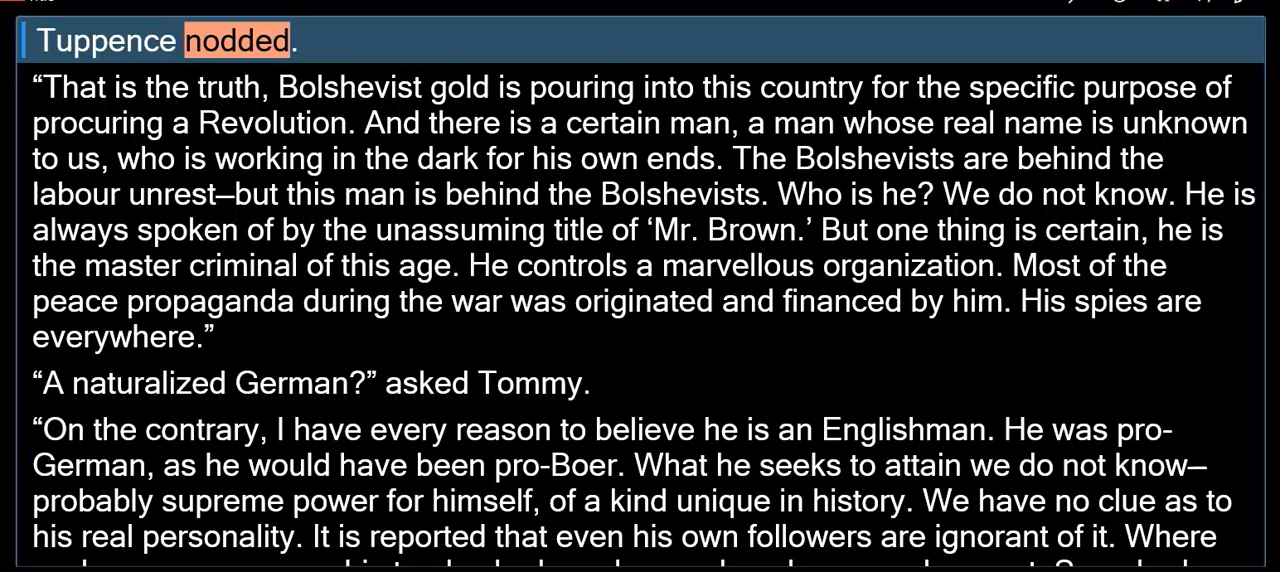 Tuppence nodded.
“That is the truth, Bolshevist gold is pouring into this country for the specific purpose of
procuring a Revolution. And there is a certain man, a man whose real name is unknown
to us, who is working in the dark for his own ends. The Bolshevists are behind the
labour unrest—but this man is behind the Bolshevists. Who is he? We do not know. He is
always spoken of by the unassuming title of ‘Mr. Brown.’ But one thing is certain, he is
the master criminal of this age. He controls a marvellous organization. Most of the
peace propaganda during the war was originated and financed by him. His spies are
everywhere.”
“A naturalized German?” asked Tommy.
“On the contrary, I have every reason to believe he is an Englishman. He was pro-
German, as he would have been pro-Boer. What he seeks to attain we do not know—
probably supreme power for himself, of a kind unique in history. We have no clue as to
his real personality. It is reported that even his own followers are ignorant of it. Where